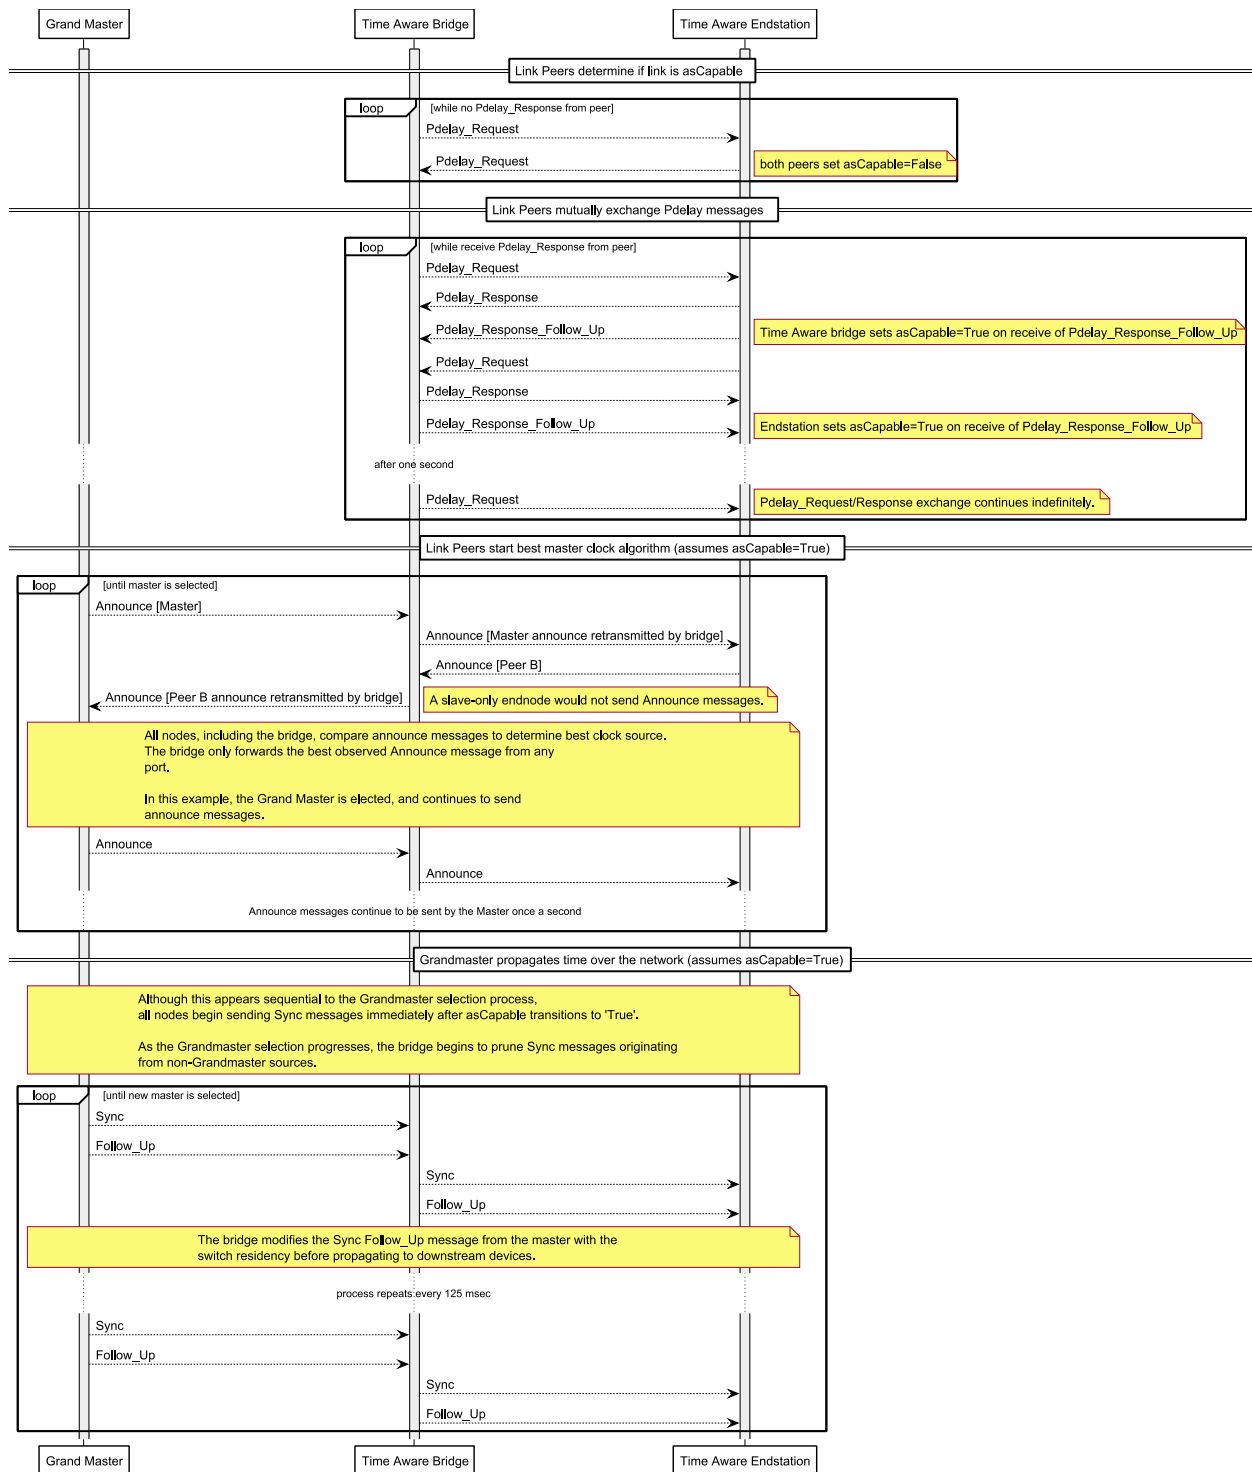 Grand Master
Time Aware Bridge
Time Aware Endstation
Link Peers determine if link is asCapable
loop
[while no Pdelay_Response from peer]
Pdelay_Request
Pdelay_Request
both peers set asCapable=False
Link Peers mutually exchange Pdelay messages
loop
[while receive Pdelay_Response from peer]
Pdelay_Request
Pdelay_Response
Pdelay_Response_Follow_Up
Time Aware bridge sets asCapable=True on receive of Pdelay_Response_Follow_Up
Pdelay_Request
Pdelay_Response
Pdelay_Response_Follow_Up
Endstation sets asCapable=True on receive of Pdelay_Response_Follow_Up
after one second
Pdelay_Request
Pdelay_Request/Response exchange continues indefinitely.
Link Peers start best master clock algorithm (assumes asCapable=True)
loop
[until master is selected]
Announce [Master]
Announce [Master announce retransmitted by bridge]
Announce [Peer B]
Announce [Peer B announce retransmitted by bridge]
A slave-only endnode would not send Announce messages.
All nodes, including the bridge, compare announce messages to determine best clock source.
The bridge only forwards the best observed Announce message from any
port.
In this example, the Grand Master is elected, and continues to send
announce messages.
Announce
Announce
Announce messages continue to be sent by the Master once a second
Grandmaster propagates time over the network (assumes asCapable=True)
Although this appears sequential to the Grandmaster selection process,
all nodes begin sending Sync messages immediately after asCapable transitions to 'True'.
As the Grandmaster selection progresses, the bridge begins to prune Sync messages originating
from non-Grandmaster sources.
loop
[until new master is selected]
Sync
Follow_Up
Sync
Follow_Up
The bridge modifies the Sync Follow_Up message from the master with the
switch residency before propagating to downstream devices.
process repeats every 125 msec
Sync
Follow_Up
Sync
Follow_Up
Grand Master
Time Aware Bridge
Time Aware Endstation